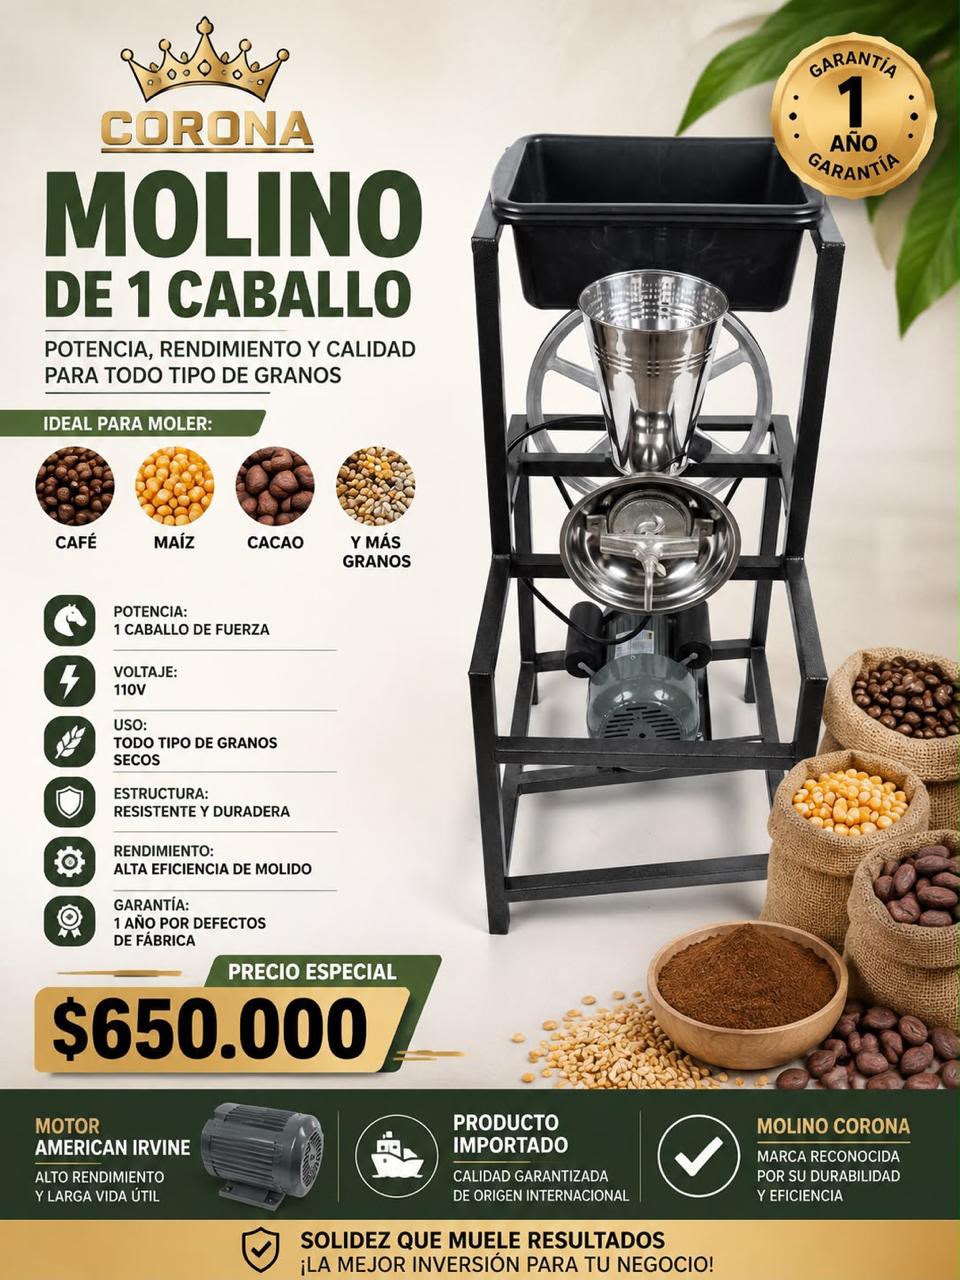 CORONA
MOLINO
DE 1 CABALLO
POTENCIA, RENDIMIENTO Y CALIDAD
PARA TODO TIPO DE GRANOS
IDEAL PARA MOLER:
CAFÉ
MAÍZ
CACAO
Y MÁS
GRANOS
POTENCIA:
1 CABALLO DE FUERZA
VOLTAJE:
110V
USO:
TODO TIPO DE GRANOS
SECOS
ESTRUCTURA:
RESISTENTE Y DURADERA
RENDIMIENTO:
ALTA EFICIENCIA DE MOLIDO
GARANTÍA:
1 AÑO POR DEFECTOS
DE FÁBRICA
PRECIO ESPECIAL
$650.000
GARANTÍA
1
AÑO
GARANTÍA
MOTOR
AMERICAN IRVINE
ALTO RENDIMIENTO
Y LARGA VIDA ÚTIL
PRODUCTO
IMPORTADO
CALIDAD GARANTIZADA
DE ORIGEN INTERNACIONAL
MOLINO CORONA
MARCA RECONOCIDA
POR SU DURABILIDAD
Y EFICIENCIA
SOLIDEZ QUE MUELE RESULTADOS
¡LA MEJOR INVERSIÓN PARA TU NEGOCIO!